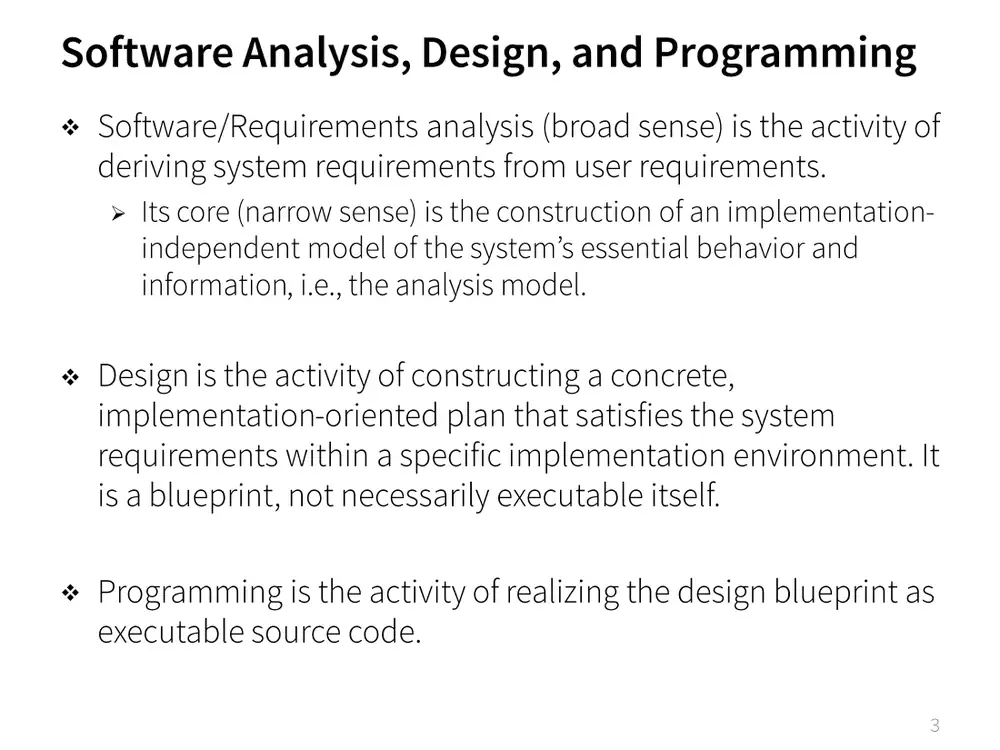 Software Analysis, Design, and Programming
❖ Software/Requirements analysis (broad sense) is the activity of
deriving system requirements from user requirements.
➢ Its core (narrow sense) is the construction of an implementation-
independent model of the system’s essential behavior and
information, i.e., the analysis model.
❖ Design is the activity of constructing a concrete,
implementation-oriented plan that satisfies the system
requirements within a specific implementation environment. It
is a blueprint, not necessarily executable itself.
❖ Programming is the activity of realizing the design blueprint as
executable source code.
3